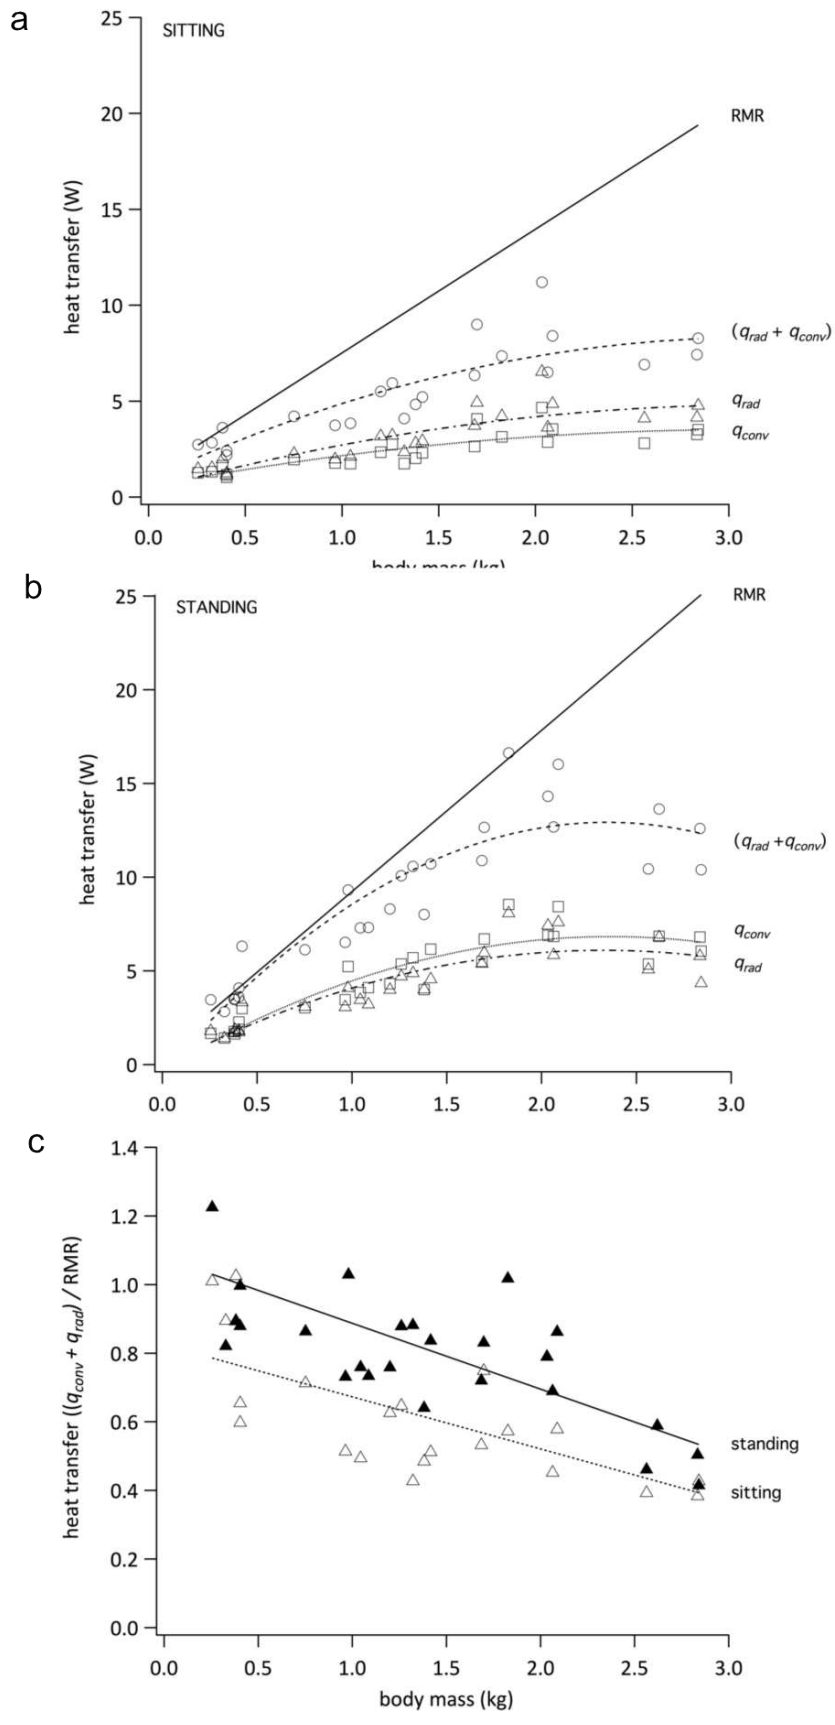 a
SITTING
25
20
15
10
5
0
heat transfer (W)
RMR
(q_rad + q_conv)
q_rad
q_conv
0.0 0.5 1.0 1.5 2.0 2.5 3.0
body mass (kg)
b
STANDING
25
20
15
10
5
0
heat transfer (W)
RMR
(q_rad +q_conv)
q_conv
q_rad
0.0 0.5 1.0 1.5 2.0 2.5 3.0
c
1.4
1.2
1.0
0.8
0.6
0.4
0.2
0.0
heat transfer ((q_conv + q_rad) / RMR)
standing
sitting
0.0 0.5 1.0 1.5 2.0 2.5 3.0
body mass (kg)